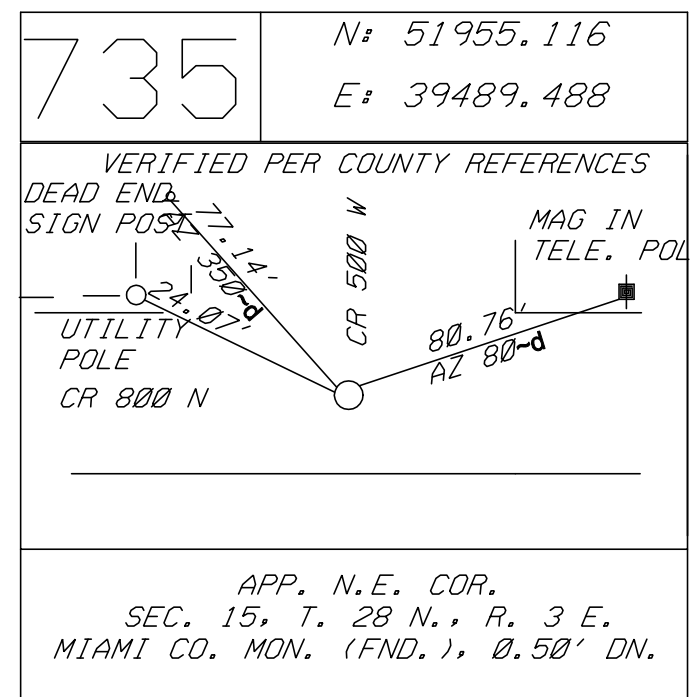 735
N: 51955.116
E: 39489.488
VERIFIED PER COUNTY REFERENCES
DEAD END
SIGN POST
77.14'
AZ 350~d
CR 500 W
MAG IN
TELE. POL
24.07'
80.76'
AZ 80~d
UTILITY
POLE
CR 800 N
APP. N.E. COR.
SEC. 15, T. 28 N., R. 3 E.
MIAMI CO. MON. (FND.), 0.50' DN.